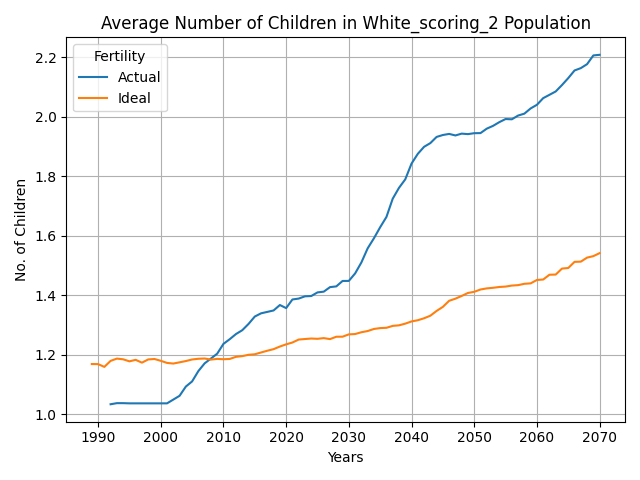 Average Number of Children in White_scoring_2 Population
Fertility
Actual
Ideal
2.2
2.0
1.8
1.6
1.4
1.2
1.0
No. of Children
1990 2000 2010 2020 2030 2040 2050 2060 2070
Years